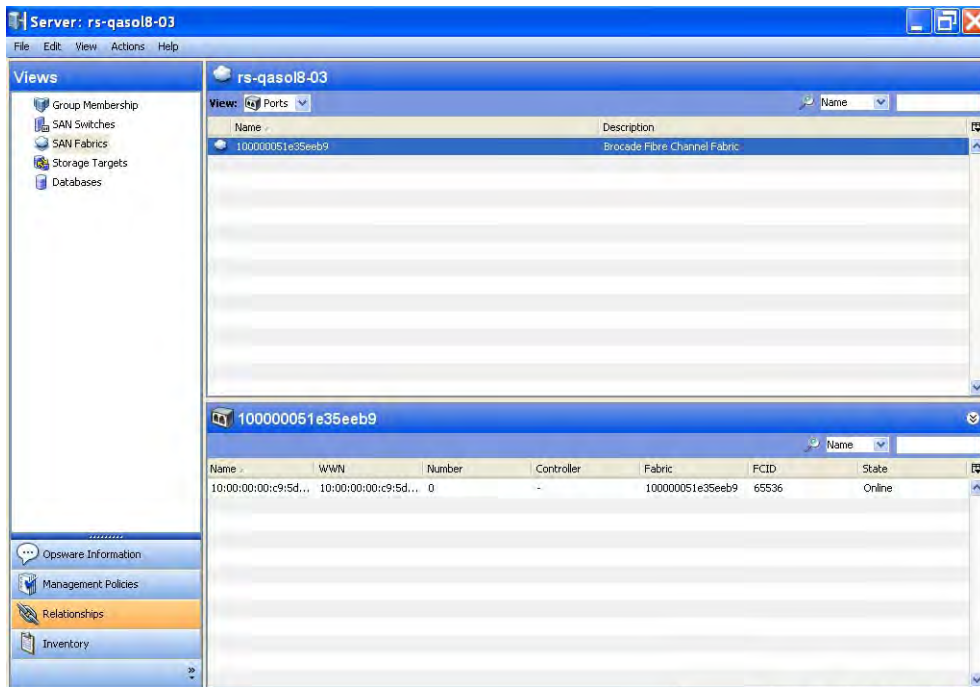 Server: rs-qasol8-03
File Edit View Actions Help
Views
Group Membership
SAN Switches
SAN Fabrics
Storage Targets
Databases
Opsware Information
Management Policies
Relationships
Inventory
rs-qasol8-03
View: Ports Name
Name Description
100000051e35eeb9 Brocade Fibre Channel Fabric
100000051e35eeb9
Name
Name WWN Number Controller Fabric FCID State
10:00:00:00:c9:5d... 10:00:00:00:c9:5d... 0 - 100000051e35eeb9 65536 Online